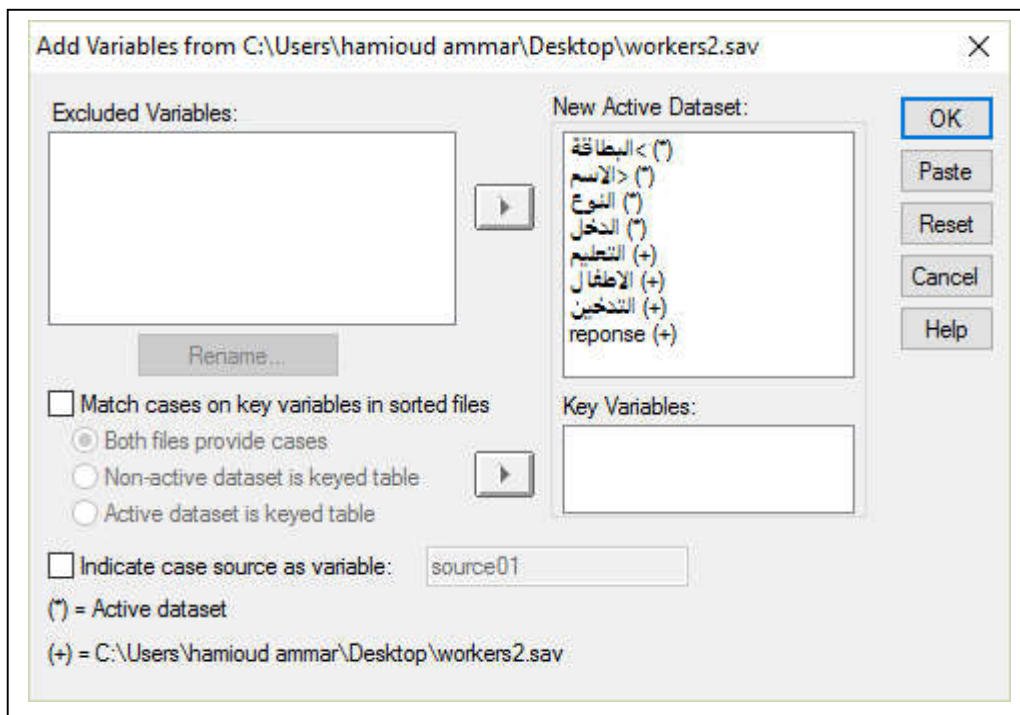 Add Variables from C:\Users\hamioud ammar\Desktop\workers2.sav
Excluded Variables:
Rename...
Match cases on key variables in sorted files
Both files provide cases
Non-active dataset is keyed table
Active dataset is keyed table
Indicate case source as variable:
source01
(*) = Active dataset
(+) = C:\Users\hamioud ammar\Desktop\workers2.sav
New Active Dataset:
البطاقة> (*)
الاسم> (*)
النوع (*)
الدخل (*)
التعليم (+)
الاطفال (+)
التدخين (+)
reponse (+)
Key Variables:
OK
Paste
Reset
Cancel
Help